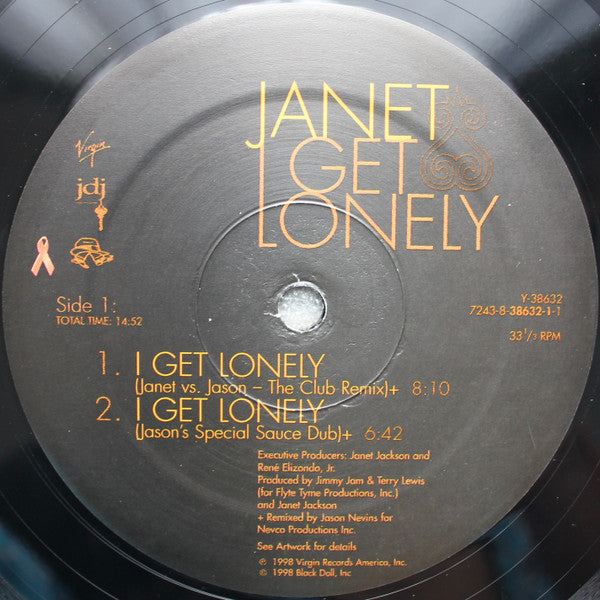 JANET
I GET
LONELY
Virgin
jdj
Side 1:
TOTAL TIME: 14:52
Y-38632
7243-8-38632-1-1
33 1/3 RPM
1. I GET LONELY
(Janet vs. Jason – The Club Remix)+ 8:10
2. I GET LONELY
(Jason's Special Sauce Dub)+ 6:42
Executive Producers: Janet Jackson and
René Elizondo, Jr.
Produced by Jimmy Jam & Terry Lewis
(for Flyte Tyme Productions, Inc.)
and Janet Jackson
+ Remixed by Jason Nevins for
Nevco Productions Inc.
See Artwork for details
℗ 1998 Virgin Records America, Inc.
© 1998 Black Doll, Inc